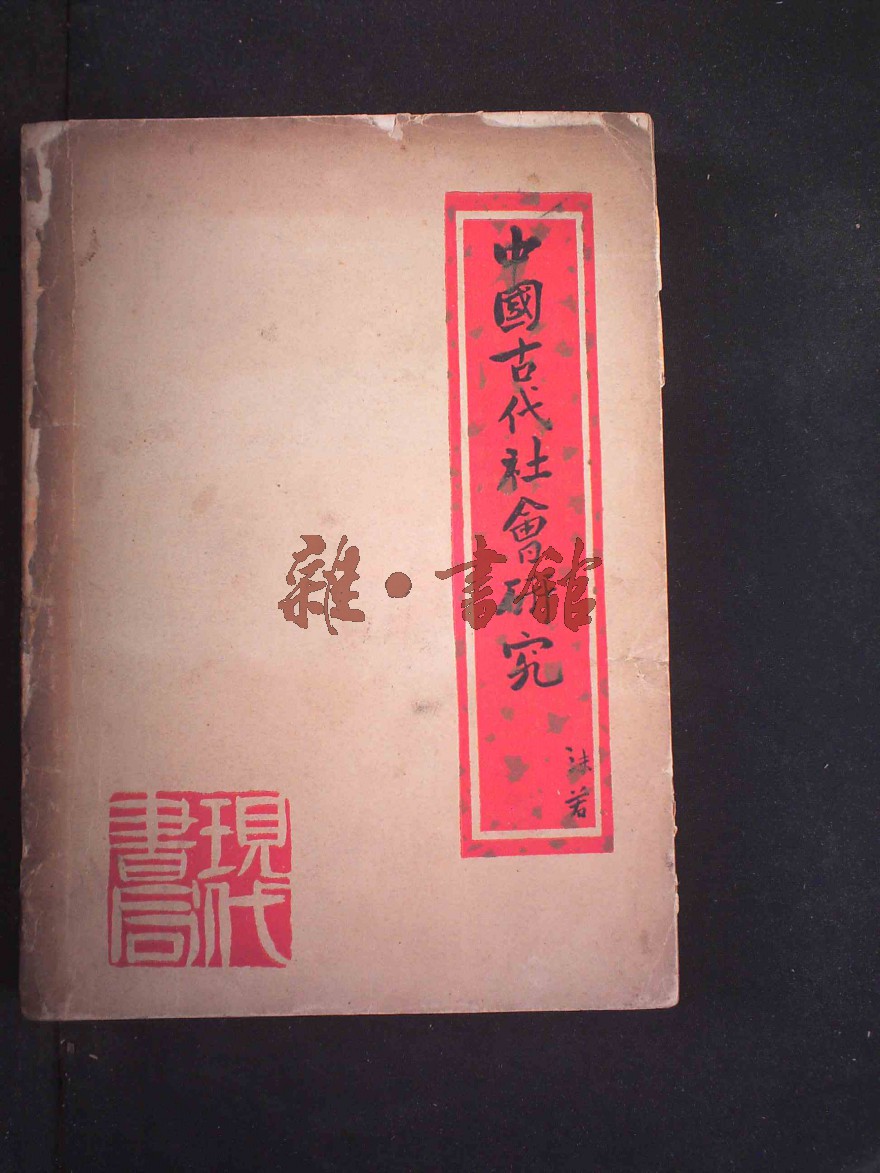 中國古代社會研究
沫若
雜·書館
現代
書局